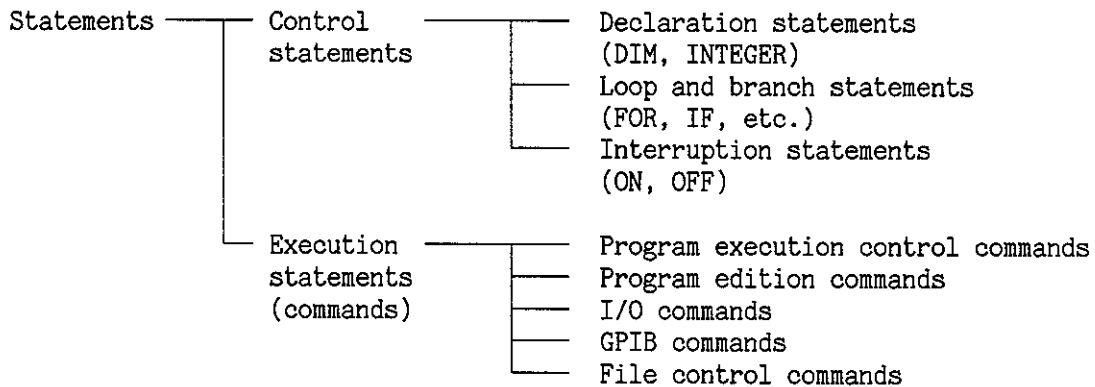 Statements Control Declaration statements
statements (DIM, INTEGER)
Loop and branch statements
(FOR, IF, etc.)
Interruption statements
(ON, OFF)
Execution Program execution control commands
statements Program edition commands
(commands) I/O commands
GPIB commands
File control commands